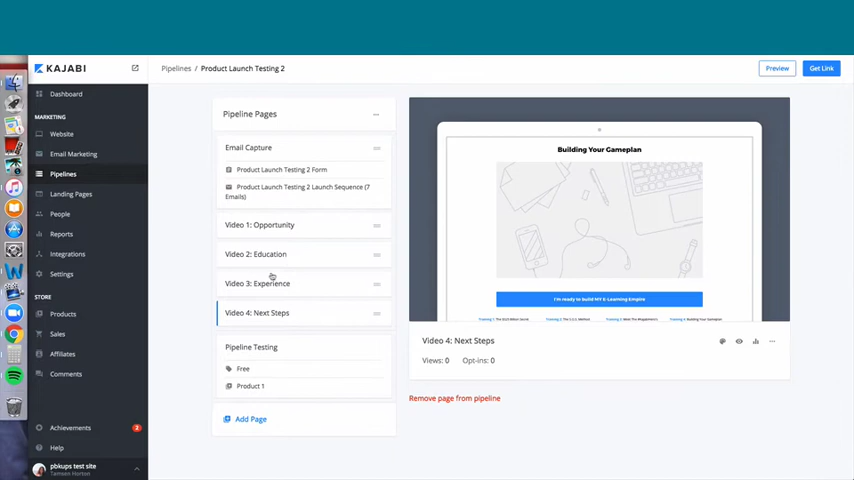 KAJABI
Pipelines / Product Launch Testing 2
Preview
Get Link
Dashboard
MARKETING
Website
Email Marketing
Pipelines
Landing Pages
People
Reports
Integrations
Settings
STORE
Products
Sales
Affiliates
Comments
Achievements
2
Help
pbkups test site
Tamsen Horton
Pipeline Pages
Email Capture
Product Launch Testing 2 Form
Product Launch Testing 2 Launch Sequence (7
Emails)
Video 1: Opportunity
Video 2: Education
Video 3: Experience
Video 4: Next Steps
Pipeline Testing
Free
Product 1
Add Page
Building Your Gameplan
I'm ready to build MY E-Learning Empire
Video 4: Next Steps
Views: 0 Opt-ins: 0
Remove page from pipeline